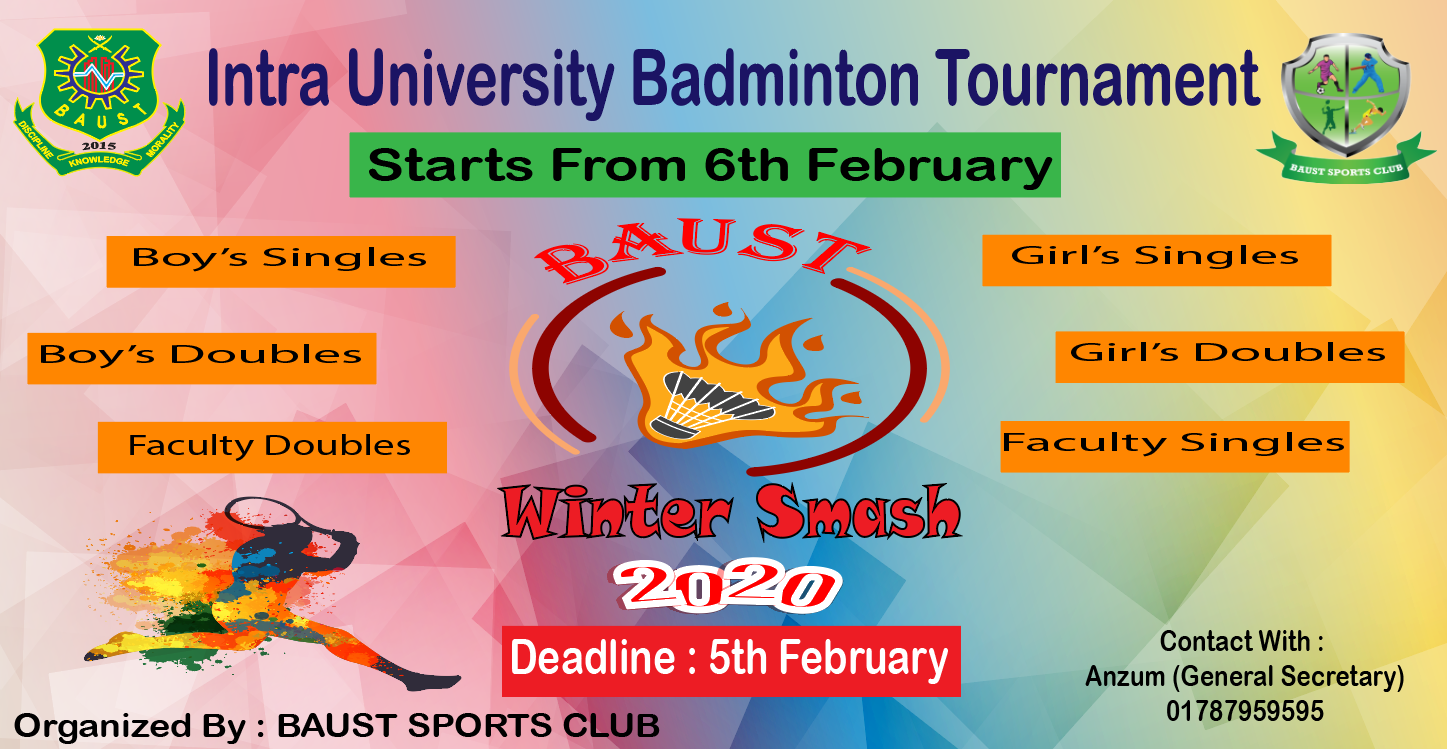 Intra University Badminton Tournament
BAUST
2015
DISCIPLINE
KNOWLEDGE
MORALITY
BAUST SPORTS CLUB
Starts From 6th February
BAUST
Boy's Singles
Girl's Singles
Boy's Doubles
Girl's Doubles
Faculty Doubles
Faculty Singles
Winter Smash
2020
Deadline : 5th February
Contact With :
Anzum (General Secretary)
01787959595
Organized By : BAUST SPORTS CLUB